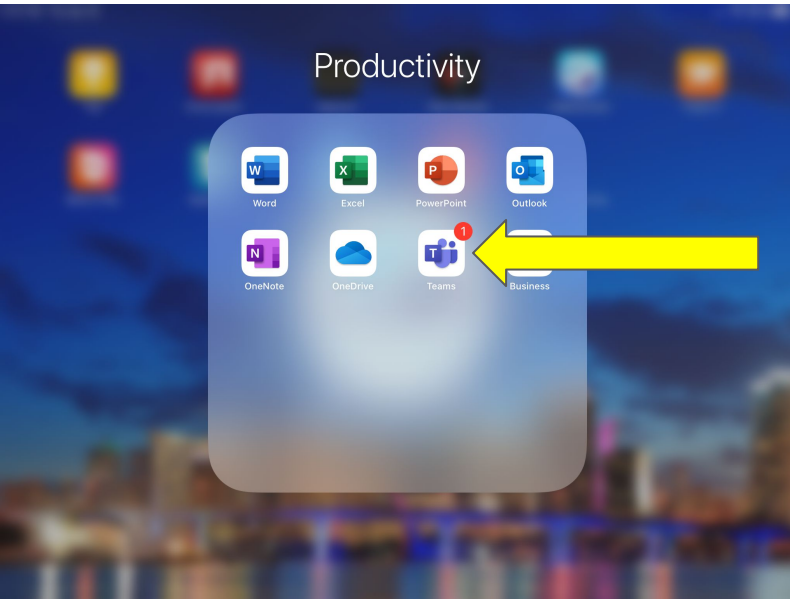 Productivity
W X P O
Word Excel PowerPoint Outlook
1
N T
OneNote OneDrive Teams Business